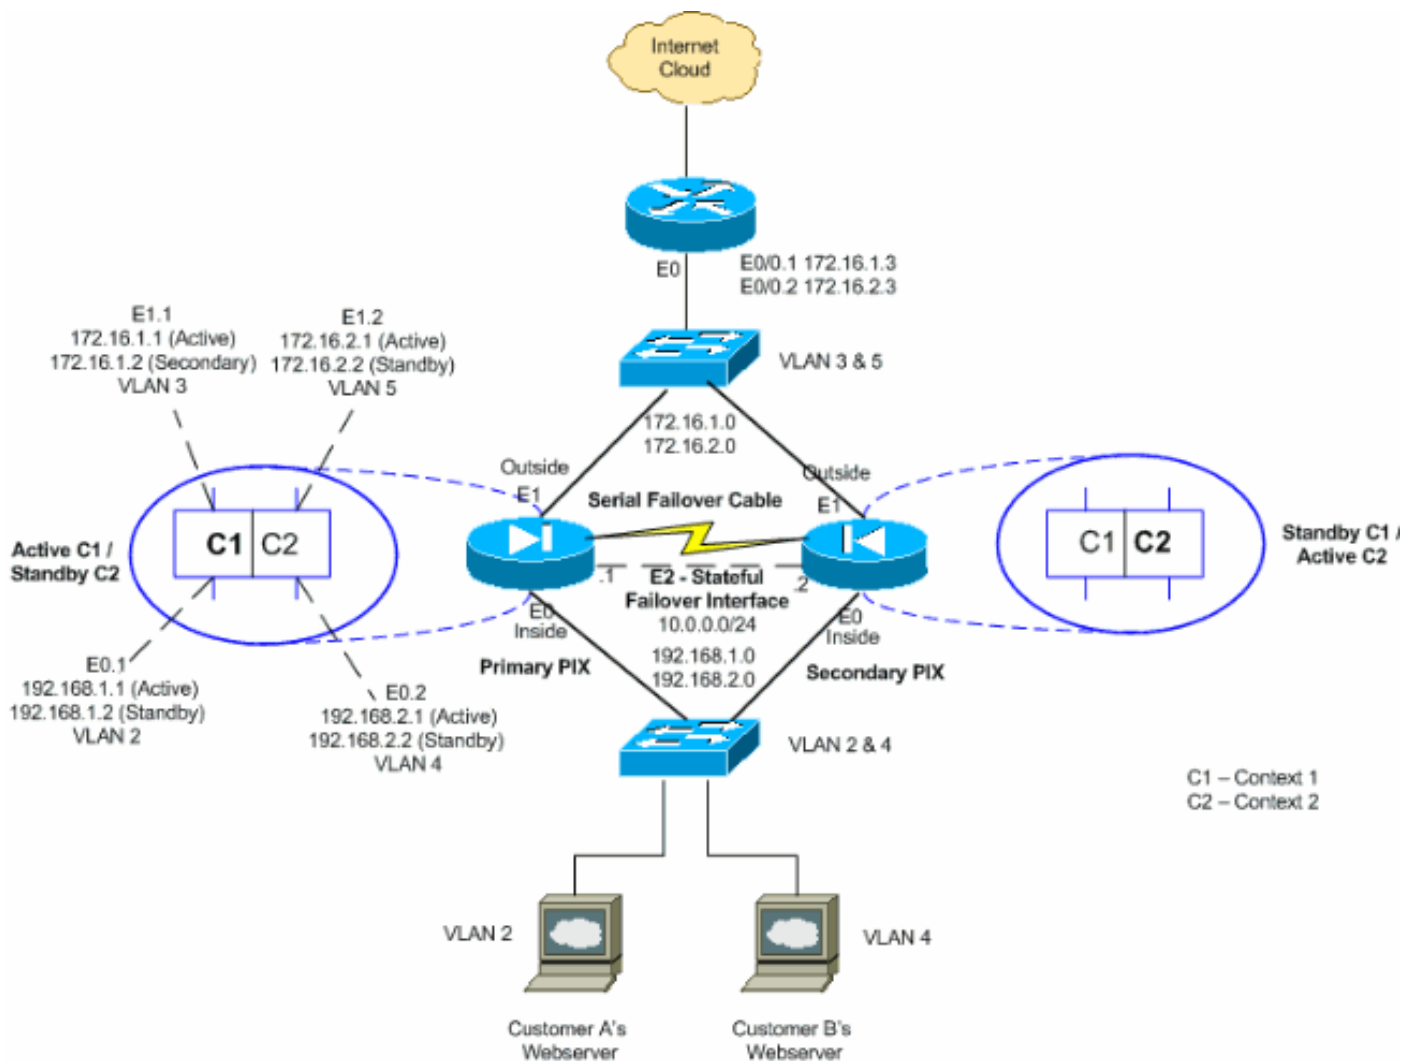 Internet
Cloud
E0
E0/0.1 172.16.1.3
E0/0.2 172.16.2.3
E1.1
172.16.1.1 (Active)
172.16.1.2 (Secondary)
VLAN 3
E1.2
172.16.2.1 (Active)
172.16.2.2 (Standby)
VLAN 5
VLAN 3 & 5
172.16.1.0
172.16.2.0
Outside
E1
Outside
E1
Serial Failover Cable
Active C1 /
Standby C2
C1
C2
C1
C2
Standby C1 /
Active C2
.1
E2 - Stateful
Failover Interface
10.0.0.0/24
.2
E0
Inside
E0
Inside
Primary PIX
192.168.1.0
192.168.2.0
Secondary PIX
E0.1
192.168.1.1 (Active)
192.168.1.2 (Standby)
VLAN 2
E0.2
192.168.2.1 (Active)
192.168.2.2 (Standby)
VLAN 4
VLAN 2 & 4
C1 – Context 1
C2 – Context 2
VLAN 2
VLAN 4
Customer A's
Webserver
Customer B's
Webserver